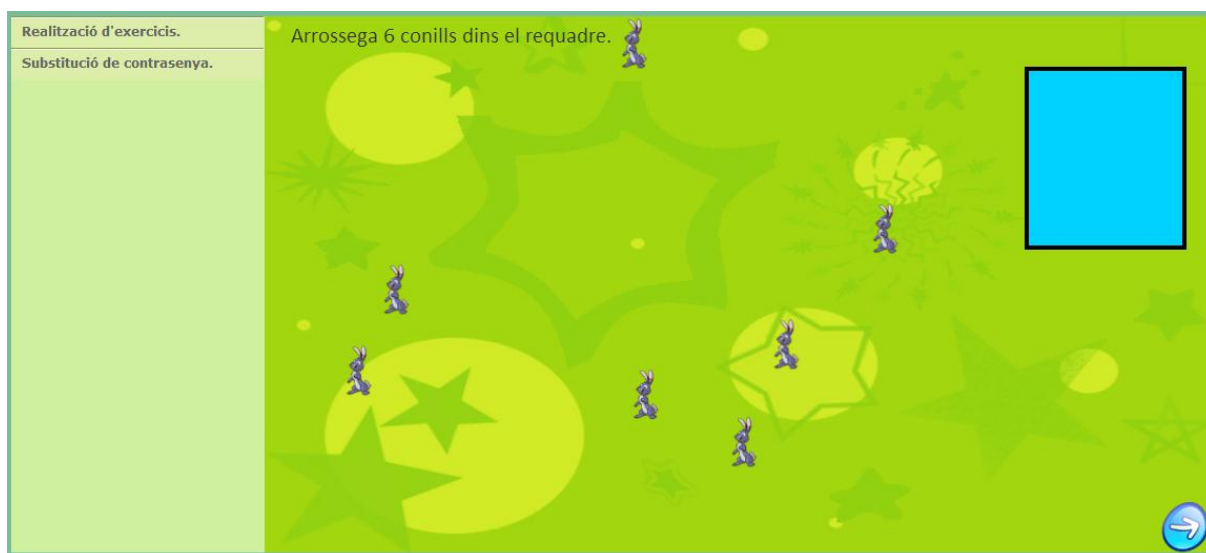 Realització d'exercicis.
Substitució de contrasenya.
Arrossega 6 conills dins el requadre.